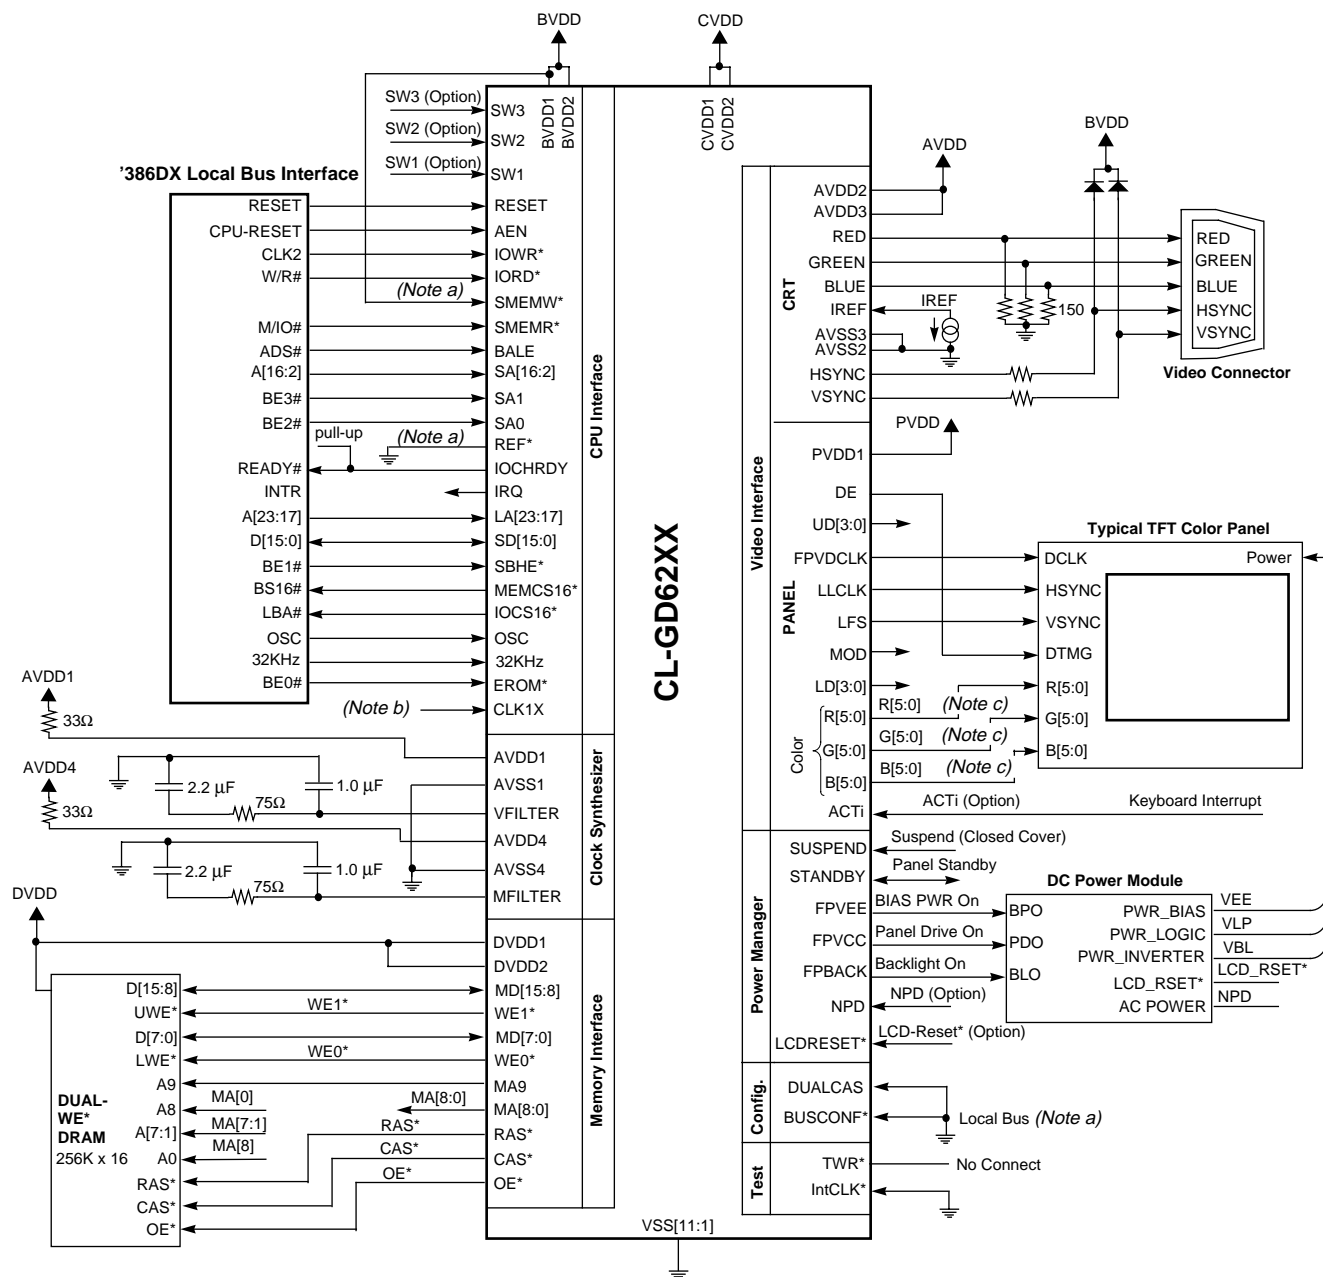 BVDD
CVDD
SW3 (Option)
SW3
BVDD1
BVDD2
CVDD1
CVDD2
SW2 (Option)
SW2
SW1 (Option)
SW1
AVDD
BVDD
'386DX Local Bus Interface
RESET
RESET
CPU-RESET
AEN
CLK2
IOWR*
W/R#
IORD*
(Note a)
SMEMW*
M/IO#
SMEMR*
ADS#
BALE
A[16:2]
SA[16:2]
BE3#
SA1
BE2#
SA0
pull-up
(Note a)
REF*
READY#
IOCHRDY
INTR
IRQ
A[23:17]
LA[23:17]
D[15:0]
SD[15:0]
BE1#
SBHE*
BS16#
MEMCS16*
LBA#
IOCS16*
OSC
OSC
32KHz
32KHz
BE0#
EROM*
(Note b)
CLK1X
CPU Interface
CL-GD62XX
AVDD1
33Ω
AVDD1
2.2 µF
1.0 µF
AVSS1
75Ω
VFILTER
AVDD4
33Ω
AVDD4
2.2 µF
1.0 µF
AVSS4
75Ω
MFILTER
Clock Synthesizer
DVDD
DVDD1
DVDD2
D[15:8]
MD[15:8]
UWE*
WE1*
WE1*
D[7:0]
MD[7:0]
LWE*
WE0*
WE0*
A9
MA9
A8
MA[0]
MA[8:0]
MA[8:0]
A[7:1]
MA[7:1]
RAS*
RAS*
A0
MA[8]
CAS*
CAS*
RAS*
OE*
OE*
CAS*
OE*
DUAL-
WE*
DRAM
256K x 16
Memory Interface
VSS[11:1]
Video Interface
CRT
AVDD2
AVDD3
RED
RED
GREEN
GREEN
BLUE
BLUE
IREF
IREF
150
HSYNC
AVSS3
VSYNC
AVSS2
HSYNC
VSYNC
Video Connector
PANEL
PVDD
PVDD1
DE
UD[3:0]
Typical TFT Color Panel
FPVDCLK
DCLK
Power
LLCLK
HSYNC
LFS
VSYNC
MOD
DTMG
LD[3:0]
R[5:0]
Color
R[5:0]
R[5:0]
(Note c)
G[5:0]
G[5:0]
G[5:0]
(Note c)
B[5:0]
B[5:0]
B[5:0]
(Note c)
ACTi
ACTi (Option)
Keyboard Interrupt
Power Manager
SUSPEND
Suspend (Closed Cover)
STANDBY
Panel Standby
DC Power Module
FPVEE
BIAS PWR On
BPO
PWR_BIAS
VEE
FPVCC
Panel Drive On
PDO
PWR_LOGIC
VLP
FPBACK
Backlight On
BLO
PWR_INVERTER
VBL
LCD_RSET*
LCD_RSET*
NPD
NPD (Option)
AC POWER
NPD
LCDRESET*
LCD-Reset* (Option)
Config.
DUALCAS
BUSCONF*
Local Bus (Note a)
Test
TWR*
No Connect
IntCLK*